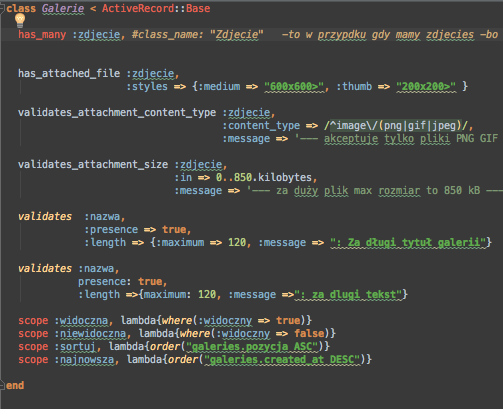 class Galerie < ActiveRecord::Base
has_many :zdjecie, #class_name: "Zdjecie" -to w przypdku gdy mamy zdjecies -bo
has_attached_file :zdjecie,
:styles => {:medium => "600x600>", :thumb => "200x200>" }
validates_attachment_content_type :zdjecie,
:content_type => /^image\/(png|gif|jpeg)/,
:message => '--- akceptuje tylko pliki PNG GIF
validates_attachment_size :zdjecie,
:in => 0..850.kilobytes,
:message => '--- za duży plik max rozmiar to 850 kB ---
validates :nazwa,
:presence => true,
:length => {:maximum => 120, :message => ": Za długi tytuł galerii"}
validates :nazwa,
presence: true,
:length =>{maximum: 120, :message =>": za dlugi tekst"}
scope :widoczna, lambda{where(:widoczny => true)}
scope :niewidoczna, lambda{where(:widoczny => false)}
scope :sortuj, lambda{order("galeries.pozycja ASC")}
scope :najnowsza, lambda{order("galeries.created_at DESC")}
end